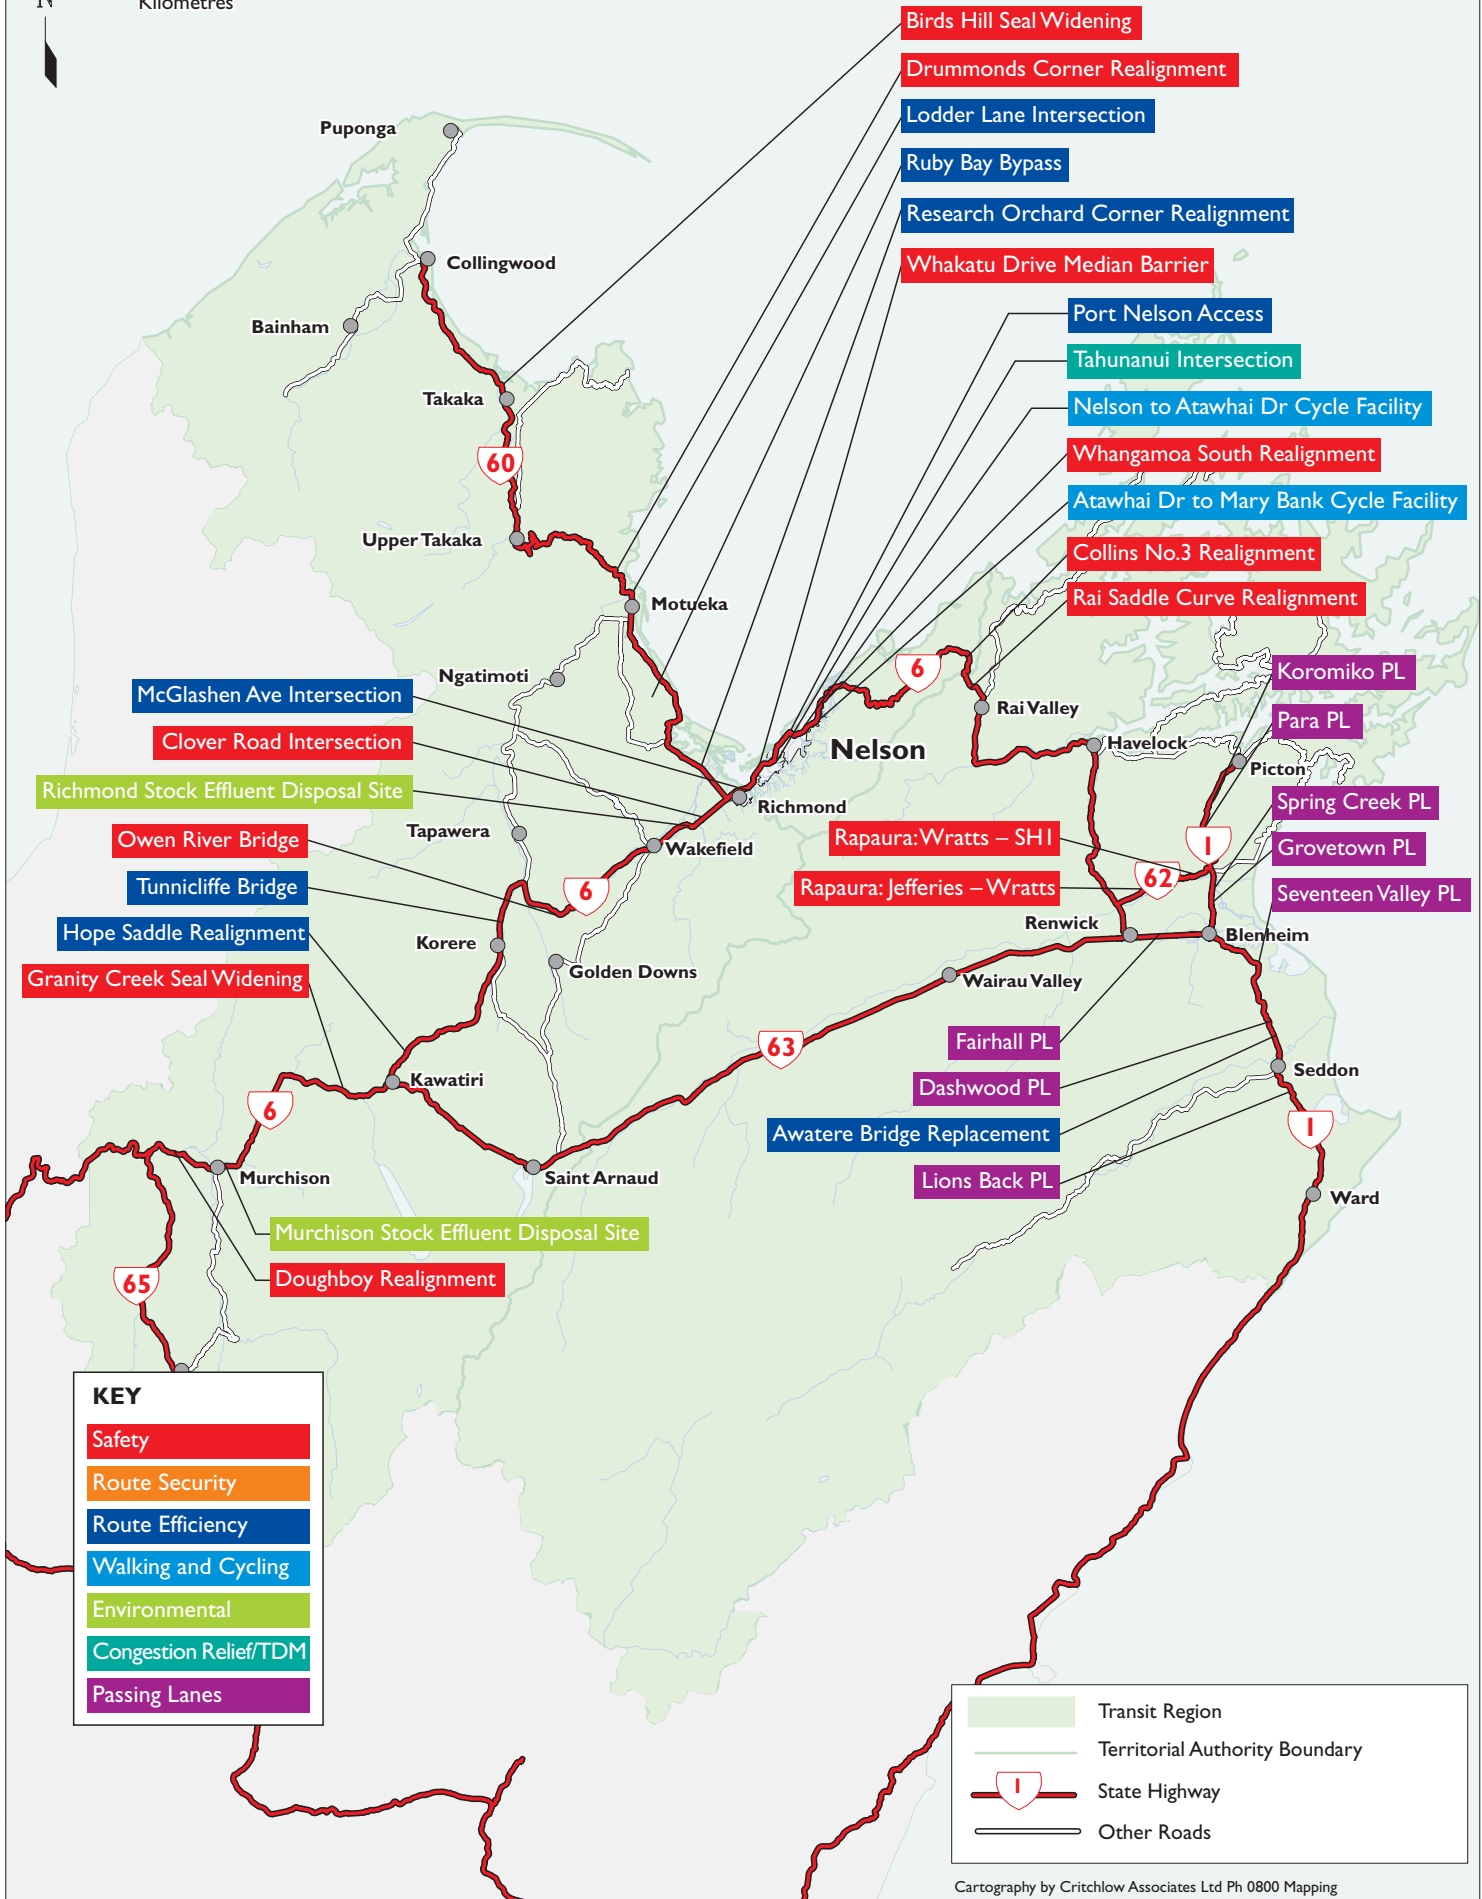 N
Kilometres
Birds Hill Seal Widening
Drummonds Corner Realignment
Lodder Lane Intersection
Ruby Bay Bypass
Research Orchard Corner Realignment
Whakatu Drive Median Barrier
Port Nelson Access
Tahunanui Intersection
Nelson to Atawhai Dr Cycle Facility
Whangamoa South Realignment
Atawhai Dr to Mary Bank Cycle Facility
Collins No.3 Realignment
Rai Saddle Curve Realignment
Puponga
Collingwood
Bainham
Takaka
60
Upper Takaka
Motueka
Ngatimoti
6
Rai Valley
Koromiko PL
Para PL
Nelson
Havelock
Picton
McGlashen Ave Intersection
Clover Road Intersection
Richmond Stock Effluent Disposal Site
Owen River Bridge
Tunnicliffe Bridge
Hope Saddle Realignment
Granity Creek Seal Widening
Richmond
Tapawera
Wakefield
6
Korere
Golden Downs
Spring Creek PL
Grovetown PL
Seventeen Valley PL
Rapaura: Wratts – SH1
Rapaura: Jefferies – Wratts
1
62
Renwick
Blenheim
Wairau Valley
63
Fairhall PL
Dashwood PL
Awatere Bridge Replacement
Lions Back PL
Seddon
1
Ward
Kawatiri
6
Murchison
Saint Arnaud
Murchison Stock Effluent Disposal Site
Doughboy Realignment
65
KEY
Safety
Route Security
Route Efficiency
Walking and Cycling
Environmental
Congestion Relief/TDM
Passing Lanes
Transit Region
Territorial Authority Boundary
1
State Highway
Other Roads
Cartography by Critchlow Associates Ltd Ph 0800 Mapping